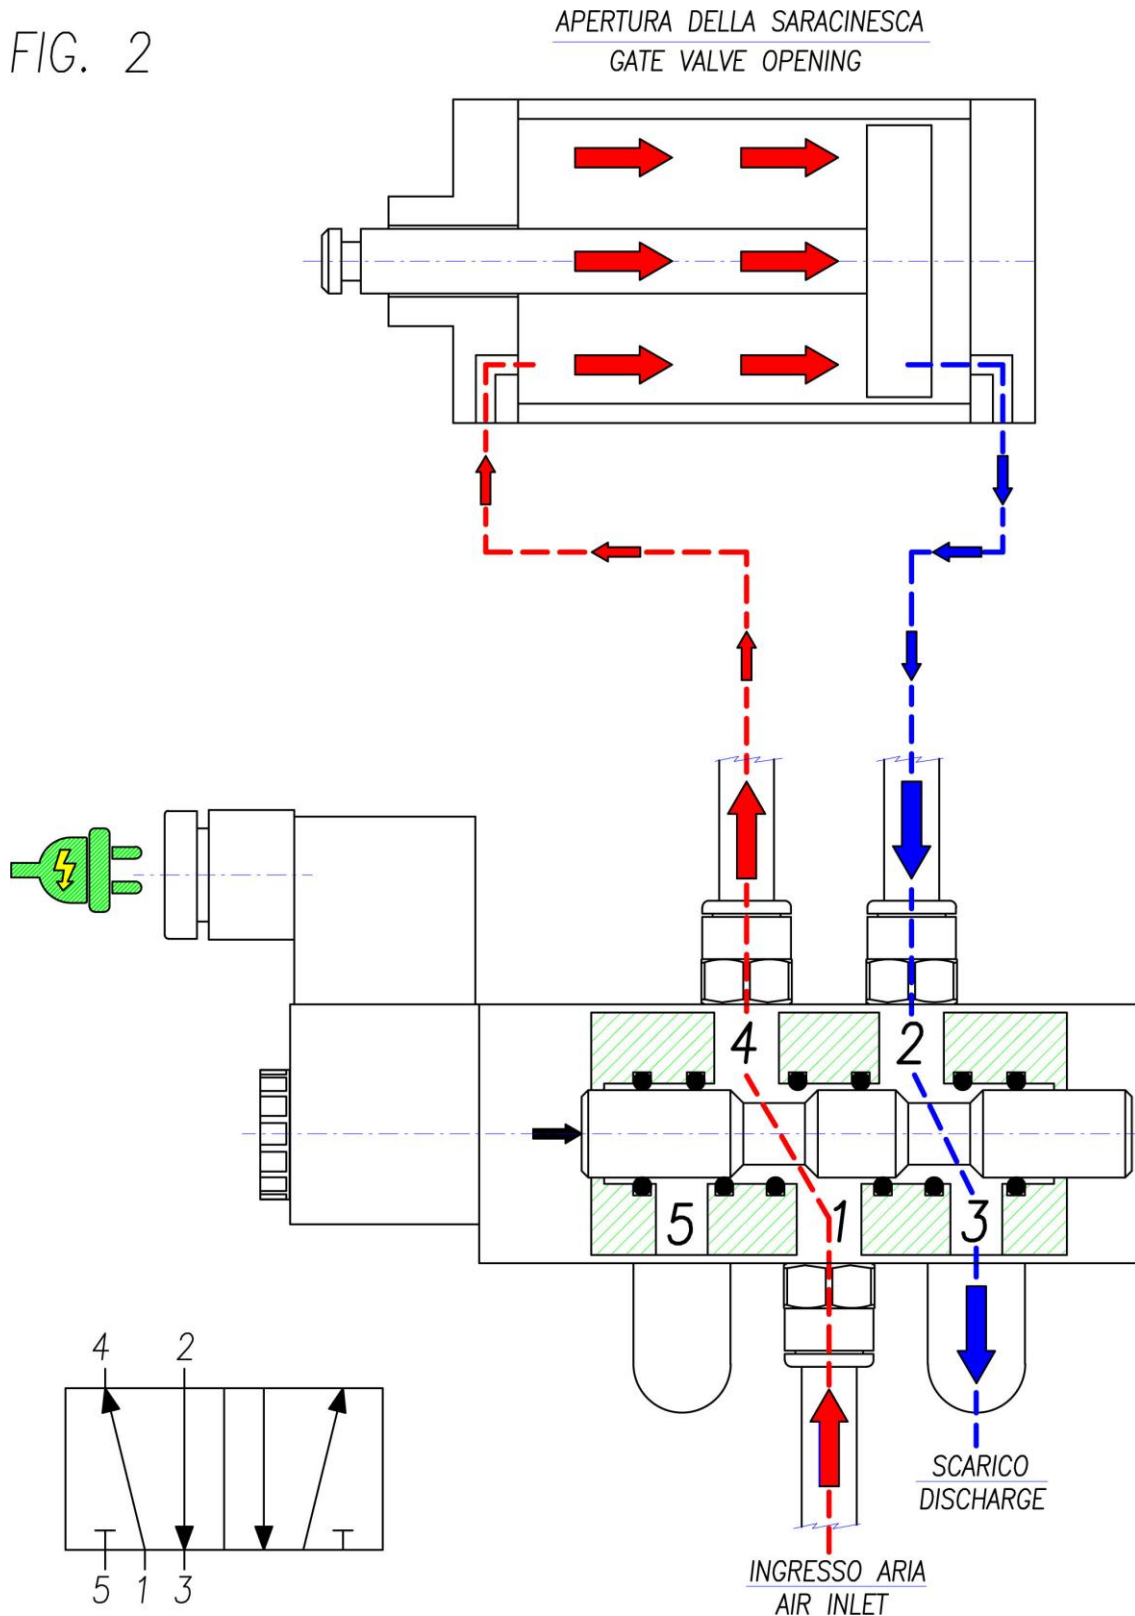 FIG. 2
APERTURA DELLA SARACINESCA
GATE VALVE OPENING
4 2
5 1 3
4 2
5 1 3
SCARICO
DISCHARGE
INGRESSO ARIA
AIR INLET